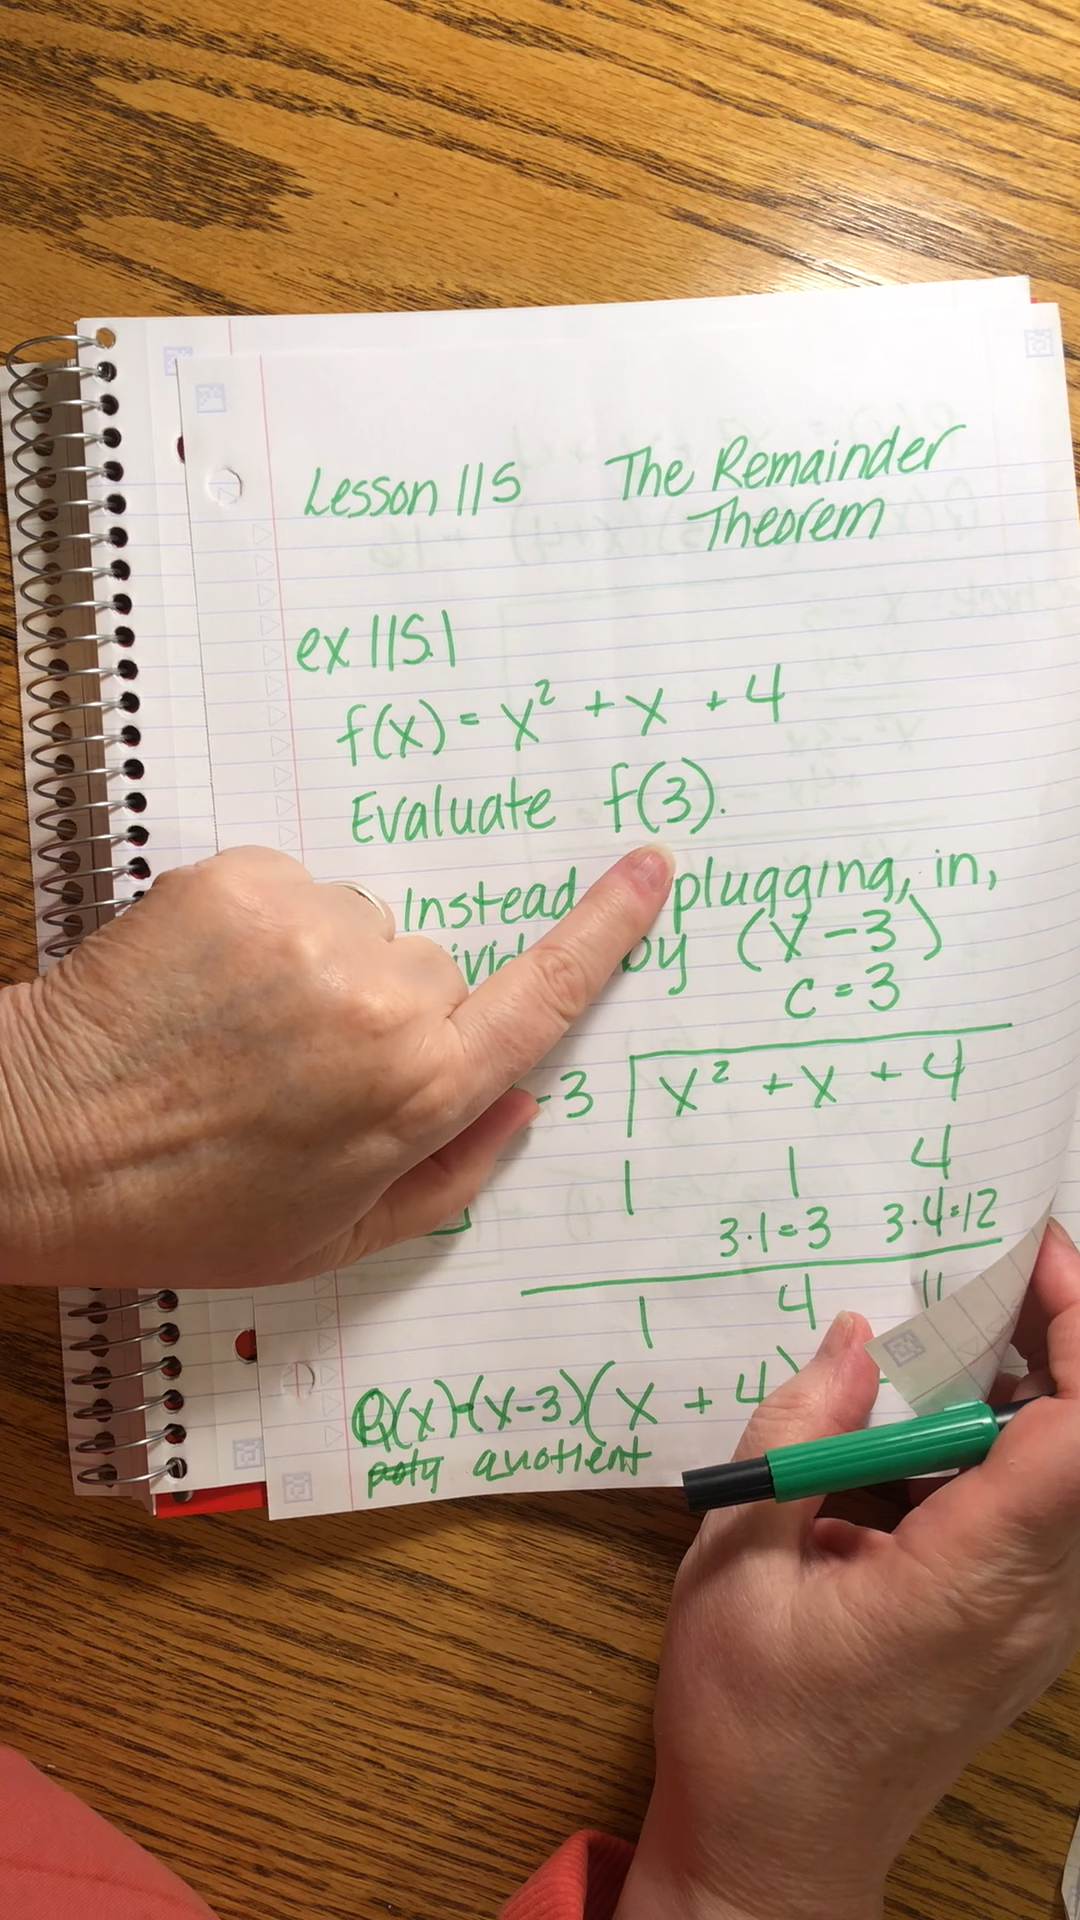 Lesson 115 The Remainder
Theorem
ex 115.1
f(x) = x² + x + 4
Evaluate f(3).
Instead plugging, in,
by (x-3)
c = 3
-3 x² + x + 4
1 1 4
3·1=3 3·4=12
1 4
Q(x)=(x-3)(x + 4)
poly quotient